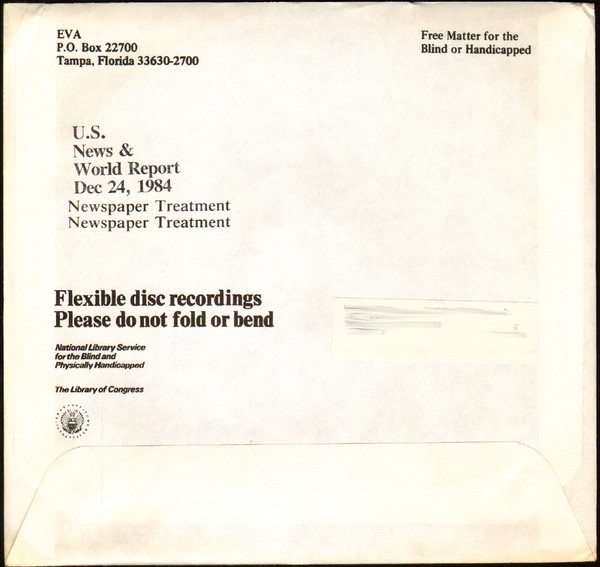 EVA
P.O. Box 22700
Tampa, Florida 33630-2700
Free Matter for the
Blind or Handicapped
U.S.
News &
World Report
Dec 24, 1984
Newspaper Treatment
Newspaper Treatment
Flexible disc recordings
Please do not fold or bend
National Library Service
for the Blind and
Physically Handicapped
The Library of Congress